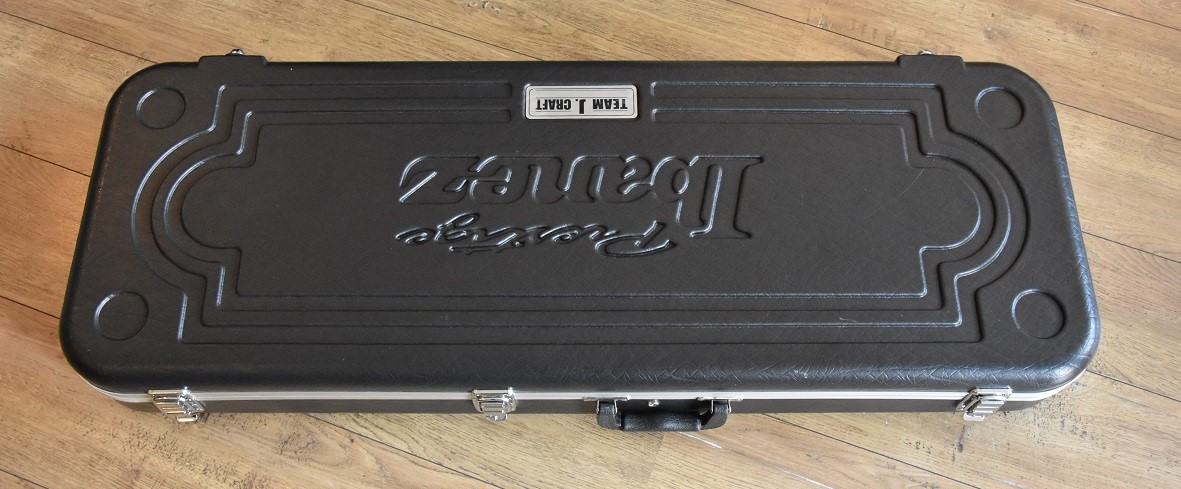 Prestige
Ibanez
TEAM J. CRAFT